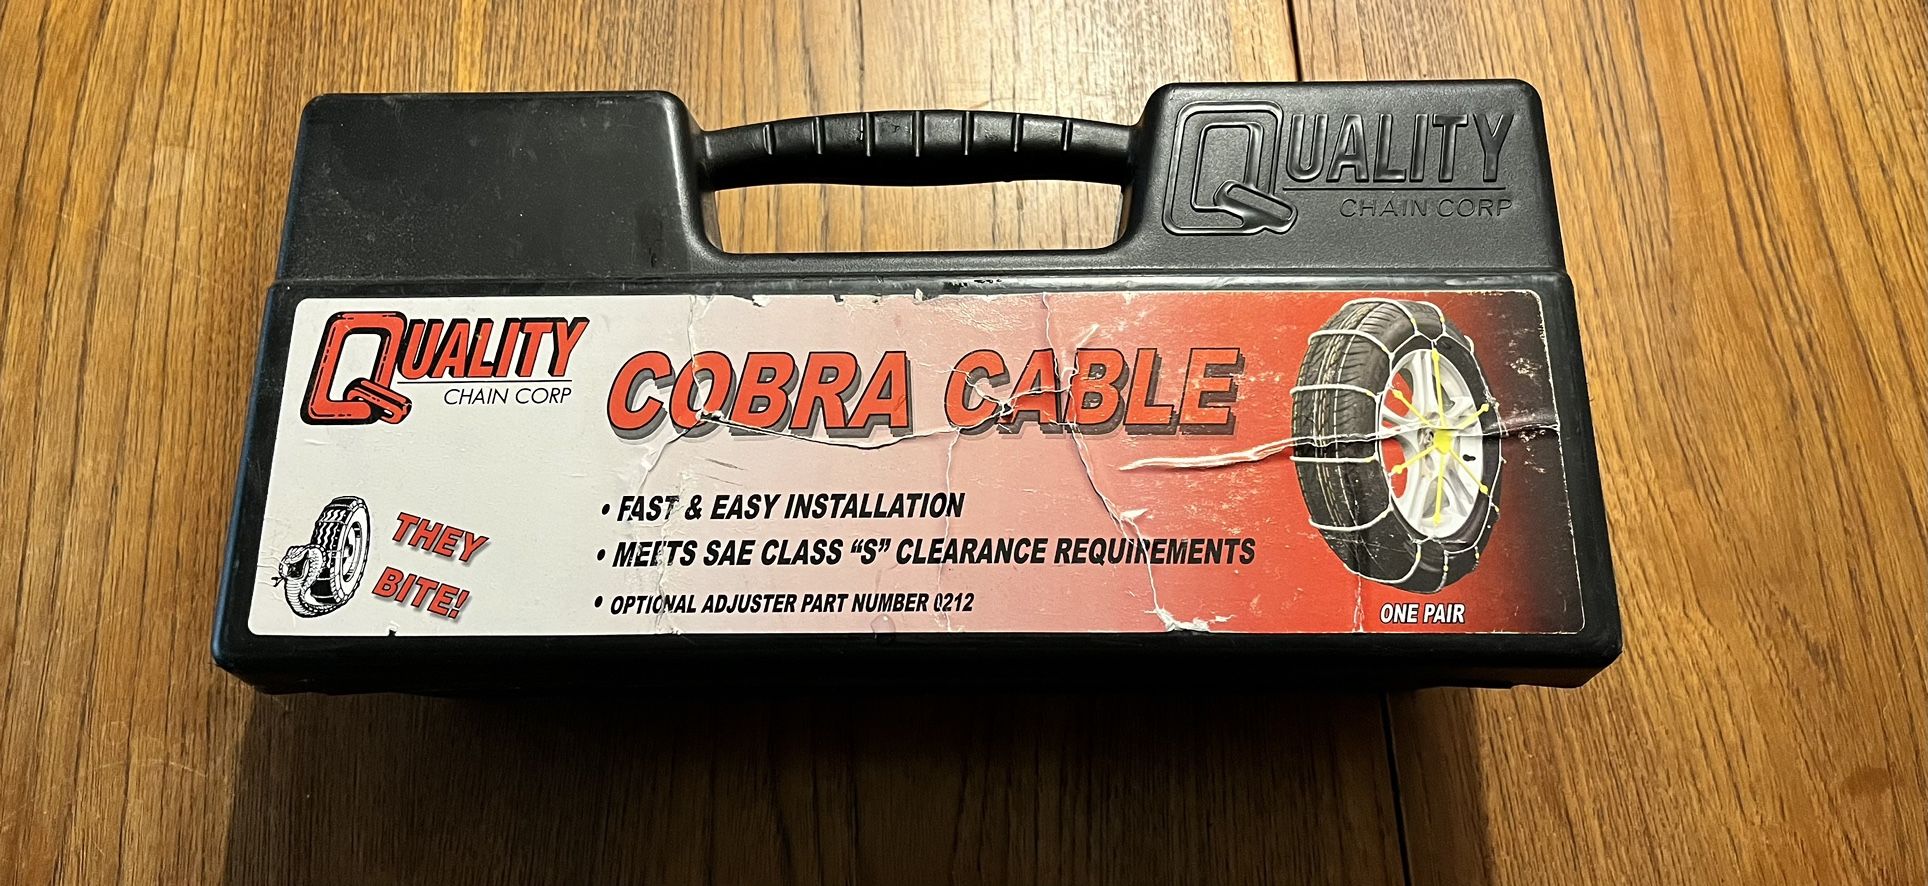 QUALITY
CHAIN CORP
QUALITY
CHAIN CORP
COBRA CABLE
• FAST & EASY INSTALLATION
• MEETS SAE CLASS “S” CLEARANCE REQUIREMENTS
• OPTIONAL ADJUSTER PART NUMBER 0212
THEY
BITE!
ONE PAIR